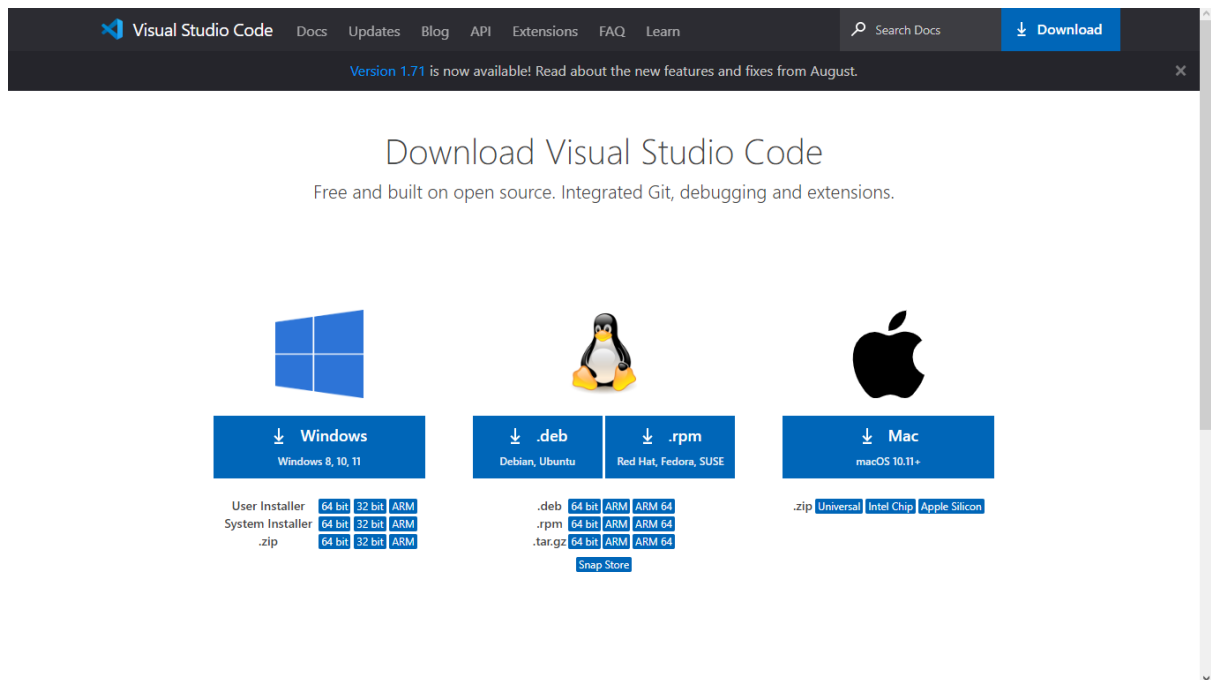 Visual Studio Code Docs Updates Blog API Extensions FAQ Learn Search Docs Download
Version 1.71 is now available! Read about the new features and fixes from August.
Download Visual Studio Code
Free and built on open source. Integrated Git, debugging and extensions.
Windows
Windows 8, 10, 11
User Installer 64 bit 32 bit ARM
System Installer 64 bit 32 bit ARM
.zip 64 bit 32 bit ARM
.deb
Debian, Ubuntu
.rpm
Red Hat, Fedora, SUSE
.deb 64 bit ARM ARM 64
.rpm 64 bit ARM ARM 64
.tar.gz 64 bit ARM ARM 64
Snap Store
Mac
macOS 10.11+
.zip Universal Intel Chip Apple Silicon